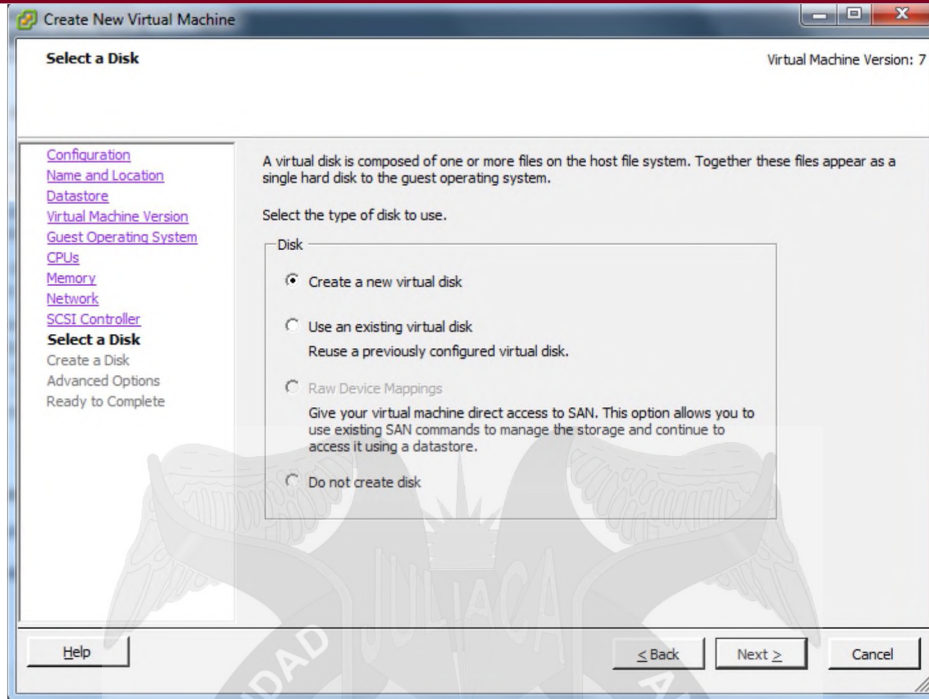 Create New Virtual Machine
Select a Disk
Virtual Machine Version: 7
Configuration
Name and Location
Datastore
Virtual Machine Version
Guest Operating System
CPUs
Memory
Network
SCSI Controller
Select a Disk
Create a Disk
Advanced Options
Ready to Complete
A virtual disk is composed of one or more files on the host file system. Together these files appear as a
single hard disk to the guest operating system.
Select the type of disk to use.
Disk
Create a new virtual disk
Use an existing virtual disk
Reuse a previously configured virtual disk.
Raw Device Mappings
Give your virtual machine direct access to SAN. This option allows you to
use existing SAN commands to manage the storage and continue to
access it using a datastore.
Do not create disk
JULIACA
Help
< Back
Next >
Cancel